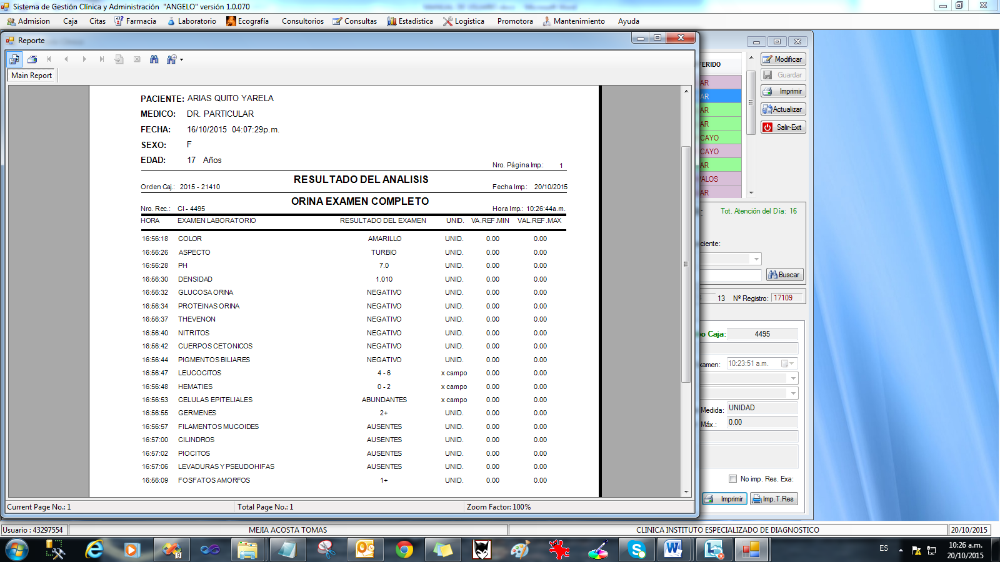 Sistema de Gestión Clínica y Administración "ANGELO" versión 1.0.070
Admision Caja Citas Farmacia Laboratorio Ecografía Consultorios Consultas Estadistica Logistica Promotora Mantenimiento Ayuda
Reporte
Main Report
PACIENTE: ARIAS QUITO YARELA
MEDICO: DR. PARTICULAR
FECHA: 16/10/2015 04:07:29p.m.
SEXO: F
EDAD: 17 Años
Nro. Página Imp.: 1
RESULTADO DEL ANALISIS
Orden Caj.: 2015 - 21410 Fecha Imp.: 20/10/2015
ORINA EXAMEN COMPLETO
Nro. Rec.: CI - 4495 Hora Imp.: 10:26:44a.m.
HORA EXAMEN LABORATORIO RESULTADO DEL EXAMEN UNID. VA.REF.MIN VAL.REF.MAX
16:56:18 COLOR AMARILLO UNID. 0.00 0.00
16:56:26 ASPECTO TURBIO UNID. 0.00 0.00
16:56:28 PH 7.0 UNID. 0.00 0.00
16:56:30 DENSIDAD 1.010 UNID. 0.00 0.00
16:56:32 GLUCOSA ORINA NEGATIVO UNID. 0.00 0.00
16:56:34 PROTEINAS ORINA NEGATIVO UNID. 0.00 0.00
16:56:37 THEVENON NEGATIVO UNID. 0.00 0.00
16:56:40 NITRITOS NEGATIVO UNID. 0.00 0.00
16:56:42 CUERPOS CETONICOS NEGATIVO UNID. 0.00 0.00
16:56:44 PIGMENTOS BILIARES NEGATIVO UNID. 0.00 0.00
16:56:47 LEUCOCITOS 4 - 6 x campo 0.00 0.00
16:56:48 HEMATIES 0 - 2 x campo 0.00 0.00
16:56:53 CELULAS EPITELIALES ABUNDANTES x campo 0.00 0.00
16:56:55 GERMENES 2+ UNID. 0.00 0.00
16:56:57 FILAMENTOS MUCOIDES AUSENTES UNID. 0.00 0.00
16:57:00 CILINDROS AUSENTES UNID. 0.00 0.00
16:57:02 PIOCITOS AUSENTES UNID. 0.00 0.00
16:57:06 LEVADURAS Y PSEUDOHIFAS AUSENTES UNID. 0.00 0.00
16:56:09 FOSFATOS AMORFOS 1+ UNID. 0.00 0.00
Current Page No.: 1 Total Page No.: 1 Zoom Factor: 100%
FERIDO
AR
AR
AR
AR
CAYO
CAYO
AR
VALOS
AR
Modificar
Guardar
Imprimir
Actualizar
Salir-Exit
Tot. Atención del Día: 16
ciente:
Buscar
13 Nº Registro: 17109
o Caja: 4495
xamen: 10:23:51 a.m.
Medida: UNIDAD
Máx.: 0.00
No imp. Res. Exa:
Imprimir Imp.T.Res
Usuario : 43297554 MEJIA ACOSTA TOMAS CLINICA INSTITUTO ESPECIALIZADO DE DIAGNOSTICO 20/10/2015
9
ES
10:26 a.m.
20/10/2015